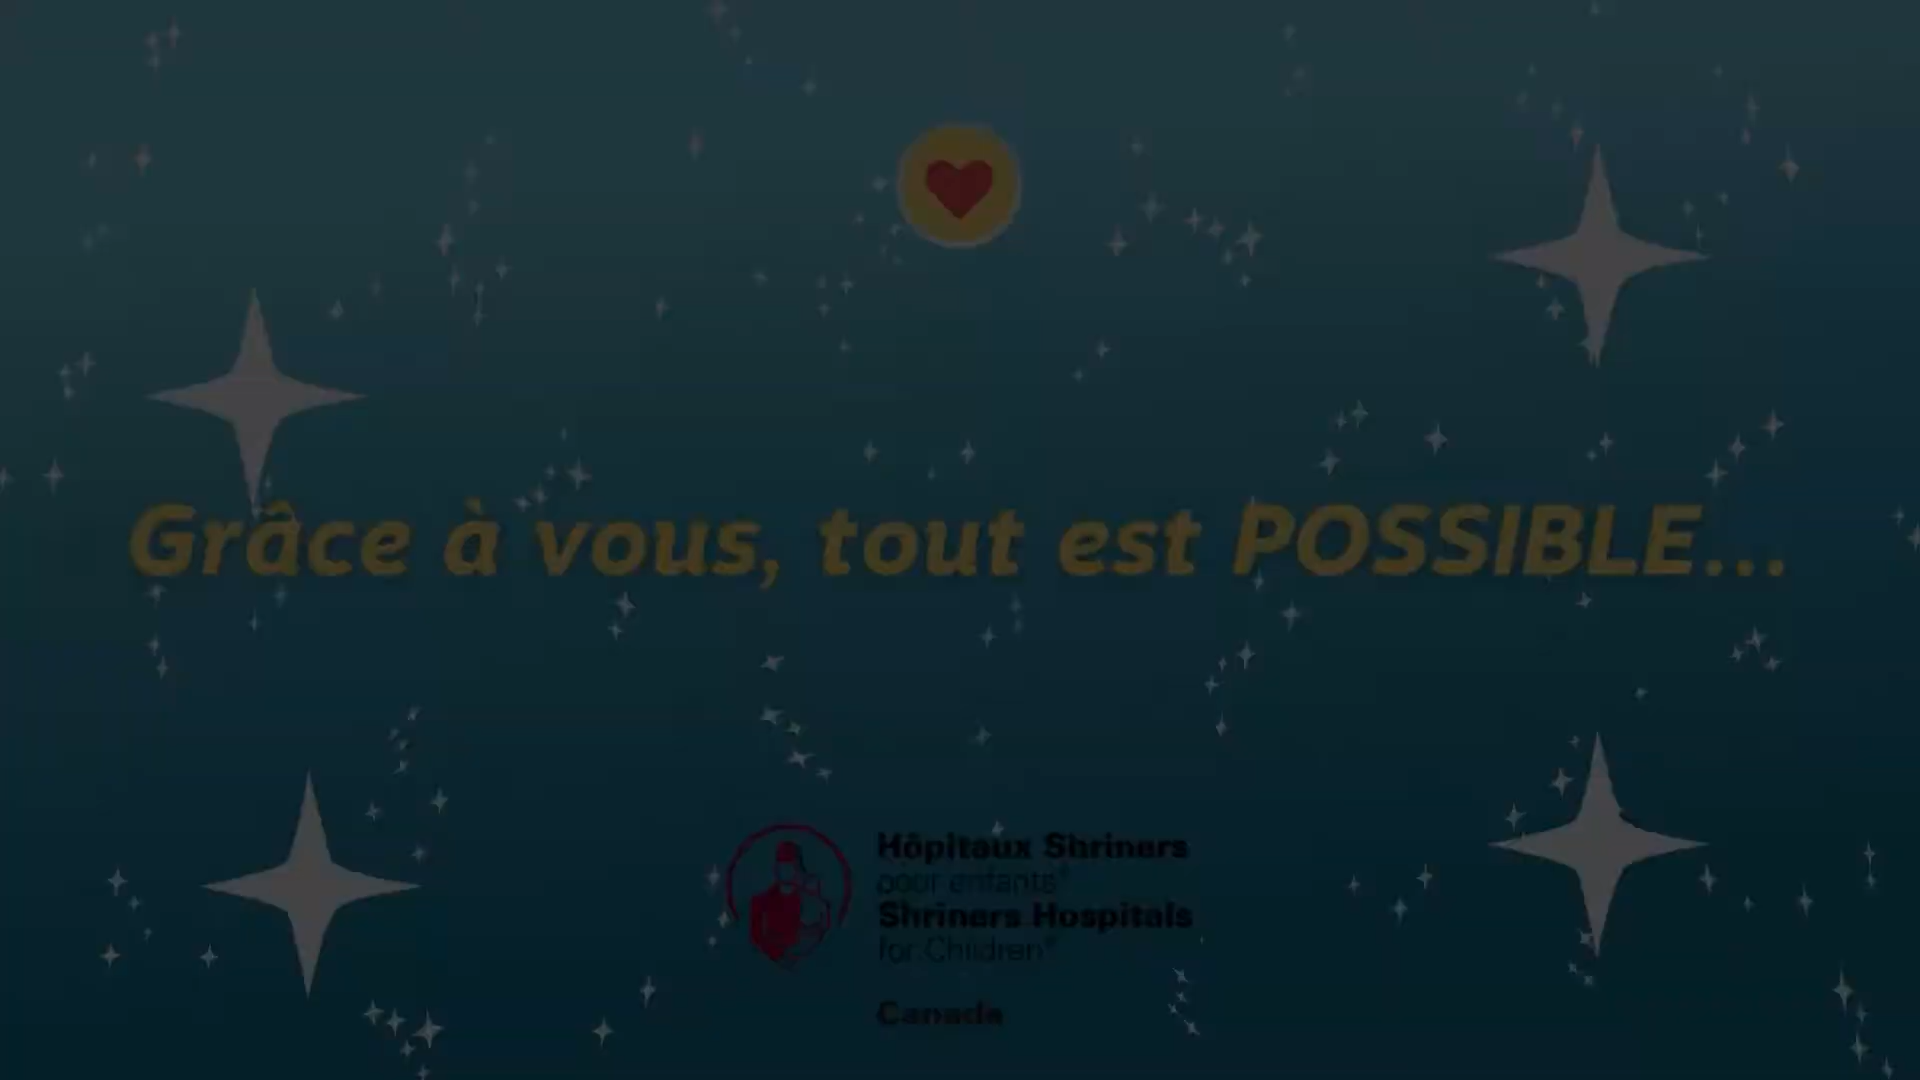 Grâce à vous, tout est POSSIBLE...
Hôpitaux Shriners
pour enfants®
Shriners Hospitals
for Children®
Canada